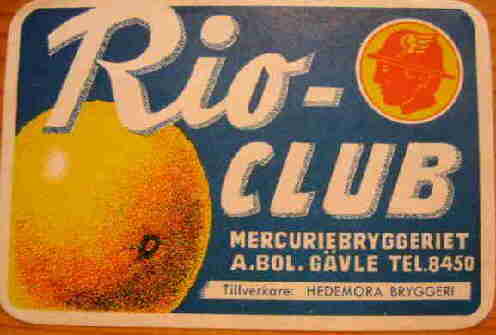 Rio-
CLUB
MERCURIEBRYGGERIET
A.BOL. GÄVLE TEL.8450
Tillverkare: HEDEMORA BRYGGERI